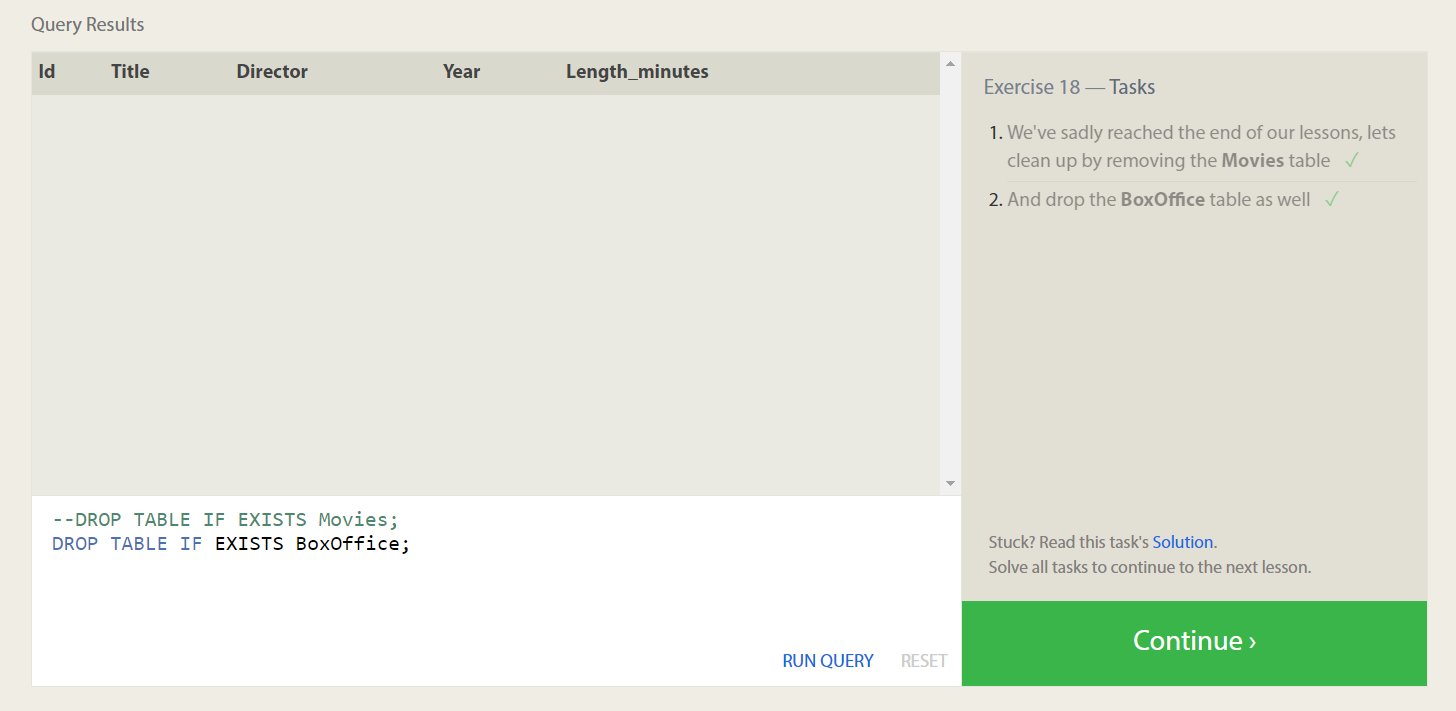 Query Results
Id Title Director Year Length_minutes
Exercise 18 — Tasks
1. We've sadly reached the end of our lessons, lets
clean up by removing the Movies table ✓
2. And drop the BoxOffice table as well ✓
--DROP TABLE IF EXISTS Movies;
DROP TABLE IF EXISTS BoxOffice;
RUN QUERY RESET
Stuck? Read this task's Solution.
Solve all tasks to continue to the next lesson.
Continue ›